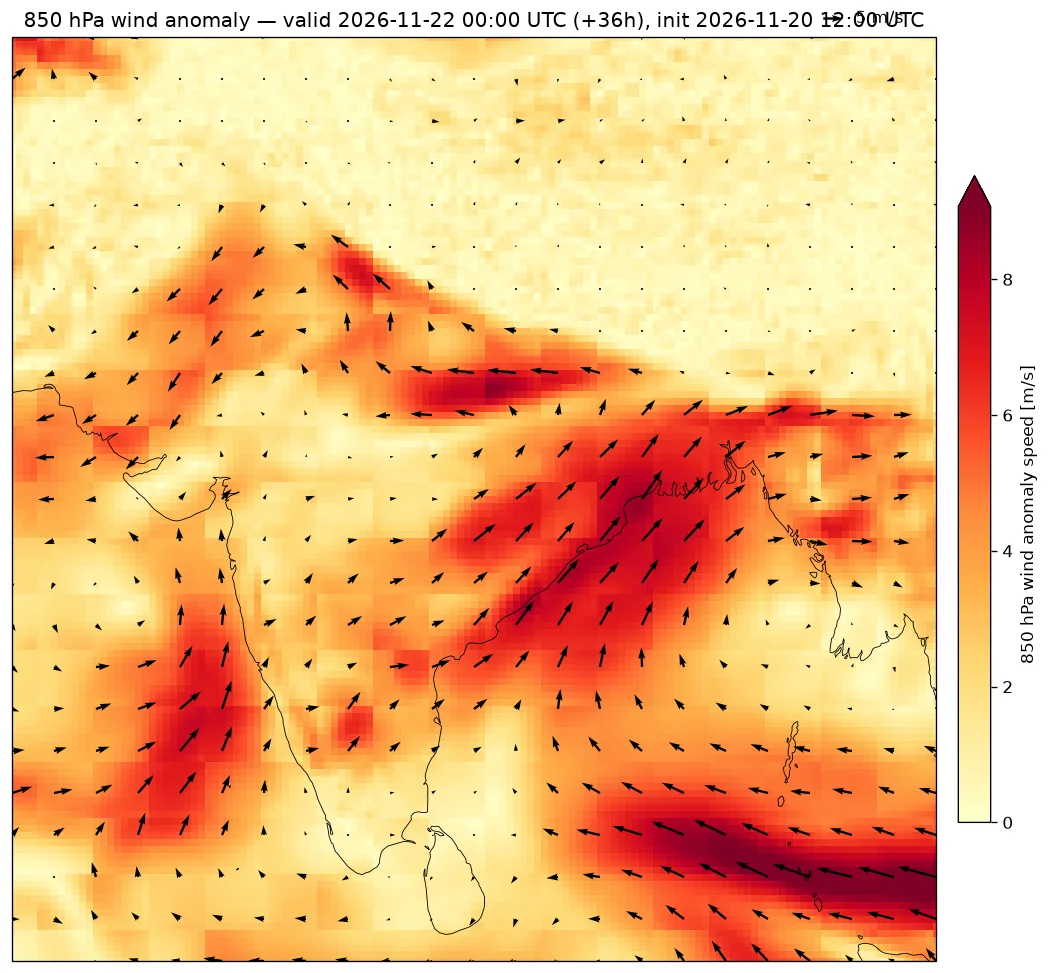 850 hPa wind anomaly — valid 2026-11-22 00:00 UTC (+36h), init 2026-11-20 12:00 UTC
5 m/s
8
6
4
2
0
850 hPa wind anomaly speed [m/s]